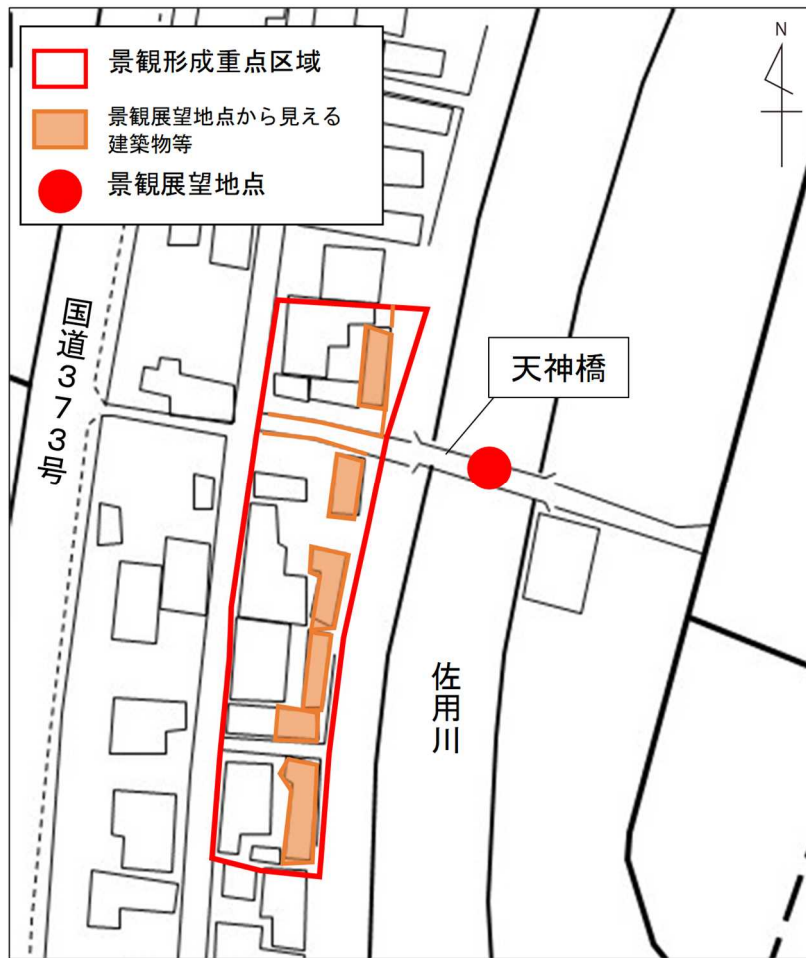 景観形成重点区域
景観展望地点から見える
建築物等
景観展望地点
N
国道373号
天神橋
佐用川